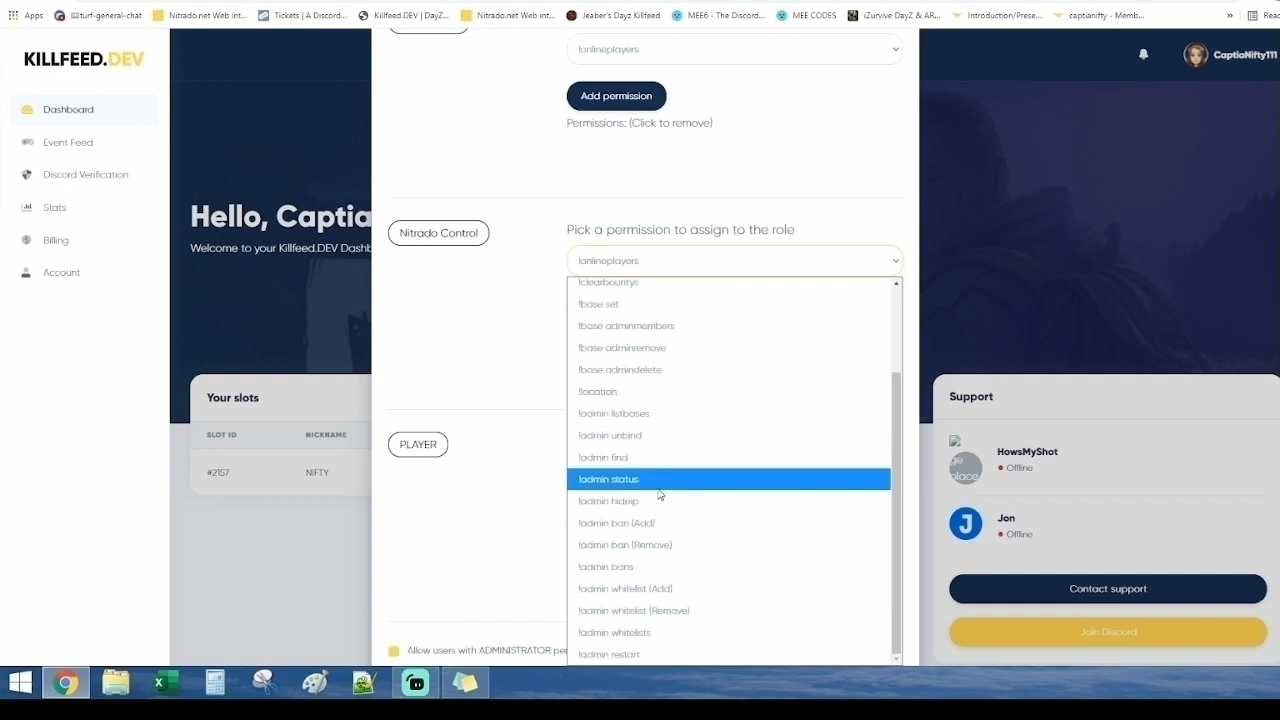 Apps
turf-general-chat
Nitrado.net Web int...
Tickets | A Discord...
Killfeed.DEV | DayZ...
Nitrado.net Web int...
Jeaber's Dayz Killfeed
MEE6 - The Discord...
MEE CODES
iZurvive DayZ & AR...
Introduction/Prese...
captianifty - Memb...
»
KILLFEED.DEV
Dashboard
Event Feed
Discord Verification
Stats
Billing
Account
CaptiaNifty111
Hello, Captia
Welcome to your Killfeed.DEV Dashb
Your slots
SLOT ID NICKNAME
#2157 NIFTY
!onlineplayers
Add permission
Permissions: (Click to remove)
Nitrado Control
Pick a permission to assign to the role
!onlineplayers
!clearbountys
!base set
!base adminmembers
!base adminremove
!base admindelete
!location
!admin listbases
!admin unbind
!admin find
!admin status
!admin hideip
!admin ban (Add)
!admin ban (Remove)
!admin bans
!admin whitelist (Add)
!admin whitelist (Remove)
!admin whitelists
!admin restart
PLAYER
Allow users with ADMINISTRATOR per
Support
HowsMyShot
Offline
J
Jon
Offline
Contact support
Join Discord